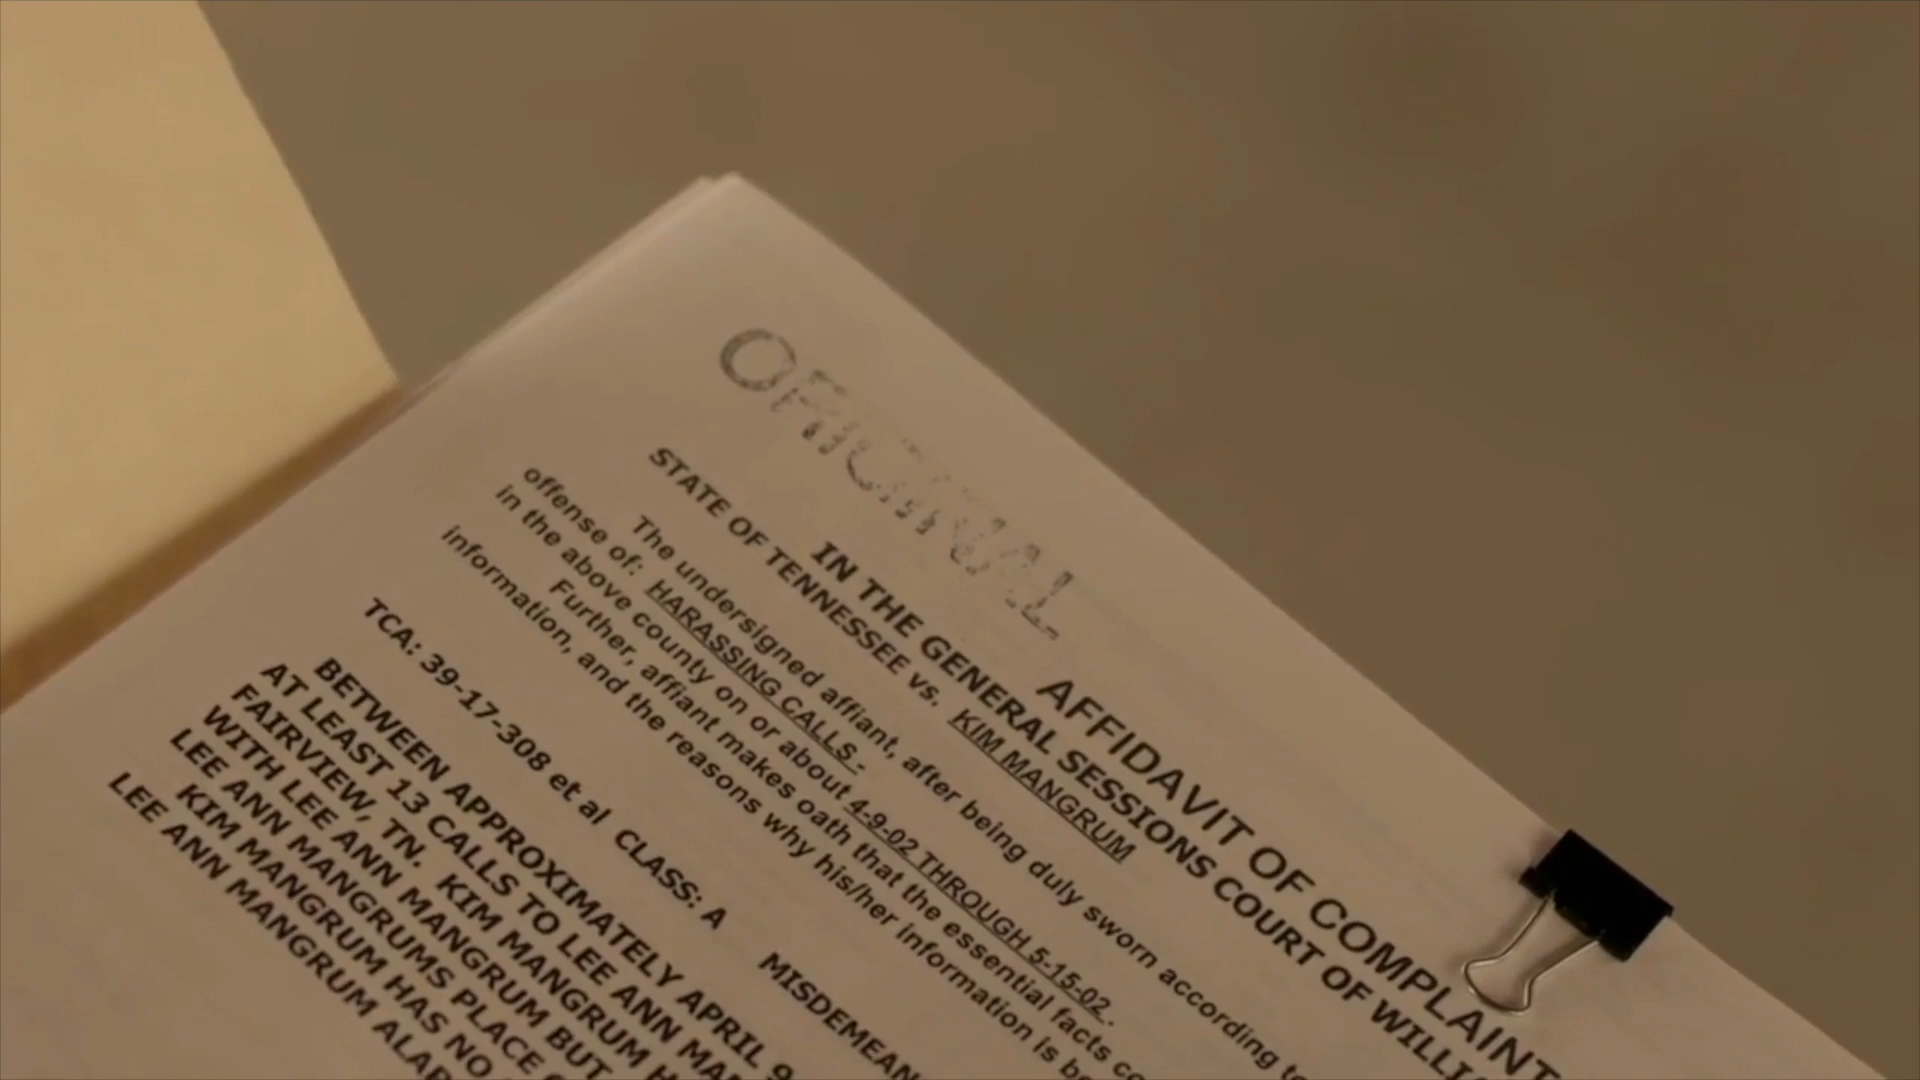 ORIGINAL
AFFIDAVIT OF COMPLAINT
IN THE GENERAL SESSIONS COURT OF
STATE OF TENNESSEE vs. KIM MANGRUM
The undersigned affiant, after being duly sworn according to
offense of: HARASSING CALLS -
in the above county on or about 4-9-02 THROUGH 5-15-02.
Further, affiant makes oath that the essential facts
information, and the reasons why his/her information is
TCA: 39-17-308 et al CLASS: A MISDEMEAN
BETWEEN APPROXIMATELY APRIL 9
AT LEAST 13 CALLS TO LEE ANN
FAIRVIEW, TN. KIM MANGRUM
WITH LEE ANN MANGRUM
LEE ANN MANGRUMS PLACE
KIM MANGRUM HAS NO
LEE ANN MANGRUM